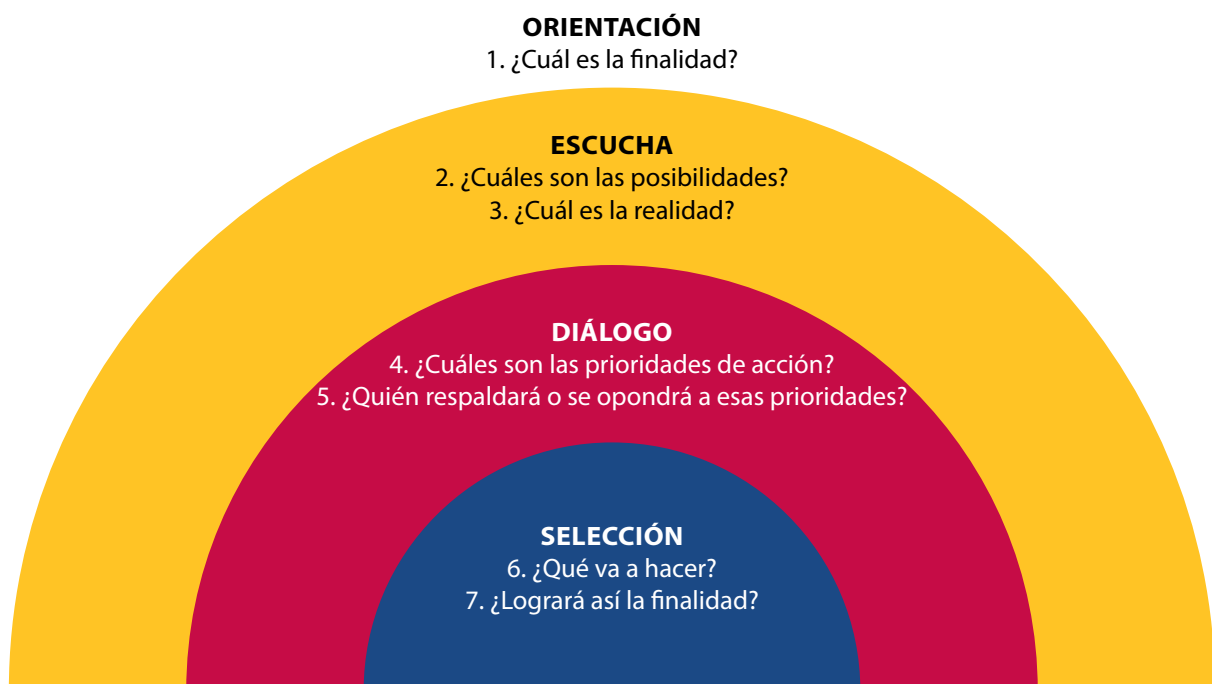 ORIENTACIÓN
1. ¿Cuál es la finalidad?
ESCUCHA
2. ¿Cuáles son las posibilidades?
3. ¿Cuál es la realidad?
DIÁLOGO
4. ¿Cuáles son las prioridades de acción?
5. ¿Quién respaldará o se opondrá a esas prioridades?
SELECCIÓN
6. ¿Qué va a hacer?
7. ¿Logrará así la finalidad?